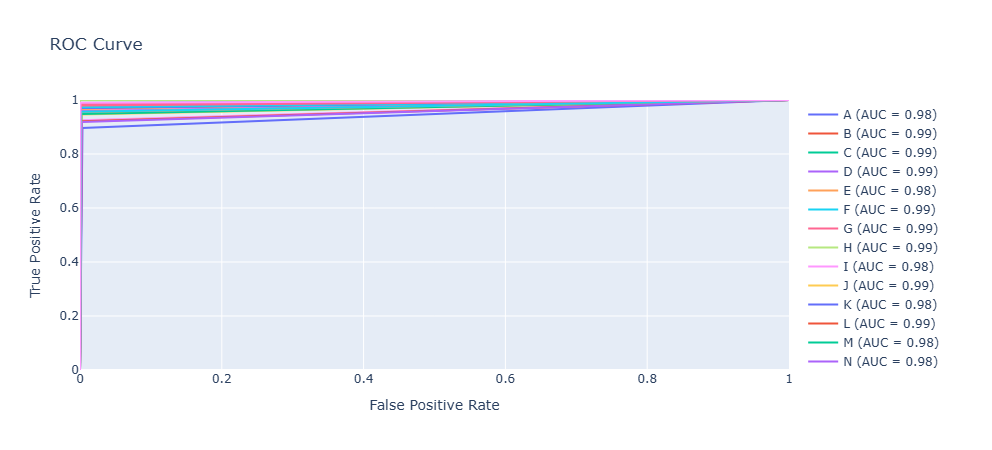 ROC Curve
True Positive Rate
1
0.8
0.6
0.4
0.2
0
0
0.2
0.4
0.6
0.8
1
False Positive Rate
A (AUC = 0.98)
B (AUC = 0.99)
C (AUC = 0.99)
D (AUC = 0.99)
E (AUC = 0.98)
F (AUC = 0.99)
G (AUC = 0.99)
H (AUC = 0.99)
I (AUC = 0.98)
J (AUC = 0.99)
K (AUC = 0.98)
L (AUC = 0.99)
M (AUC = 0.98)
N (AUC = 0.98)